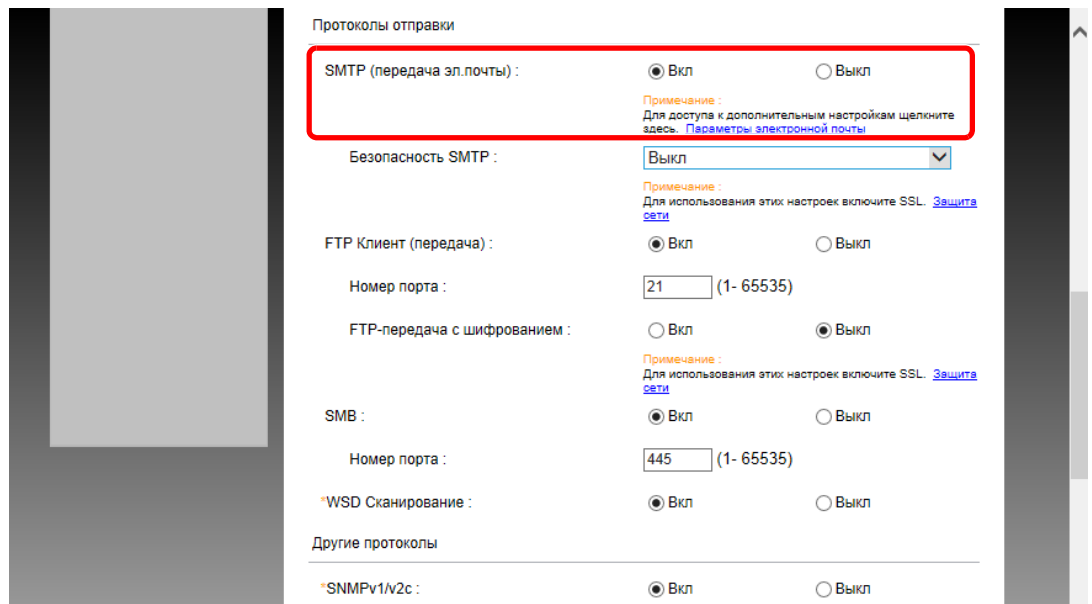 Протоколы отправки
SMTP (передача эл.почты) : Вкл Выкл
Примечание :
Для доступа к дополнительным настройкам щелкните
здесь. Параметры электронной почты
Безопасность SMTP : Выкл
Примечание :
Для использования этих настроек включите SSL. Защита
сети
FTP Клиент (передача) : Вкл Выкл
Номер порта : 21 (1- 65535)
FTP-передача с шифрованием : Вкл Выкл
Примечание :
Для использования этих настроек включите SSL. Защита
сети
SMB : Вкл Выкл
Номер порта : 445 (1- 65535)
*WSD Сканирование : Вкл Выкл
Другие протоколы
*SNMPv1/v2c : Вкл Выкл